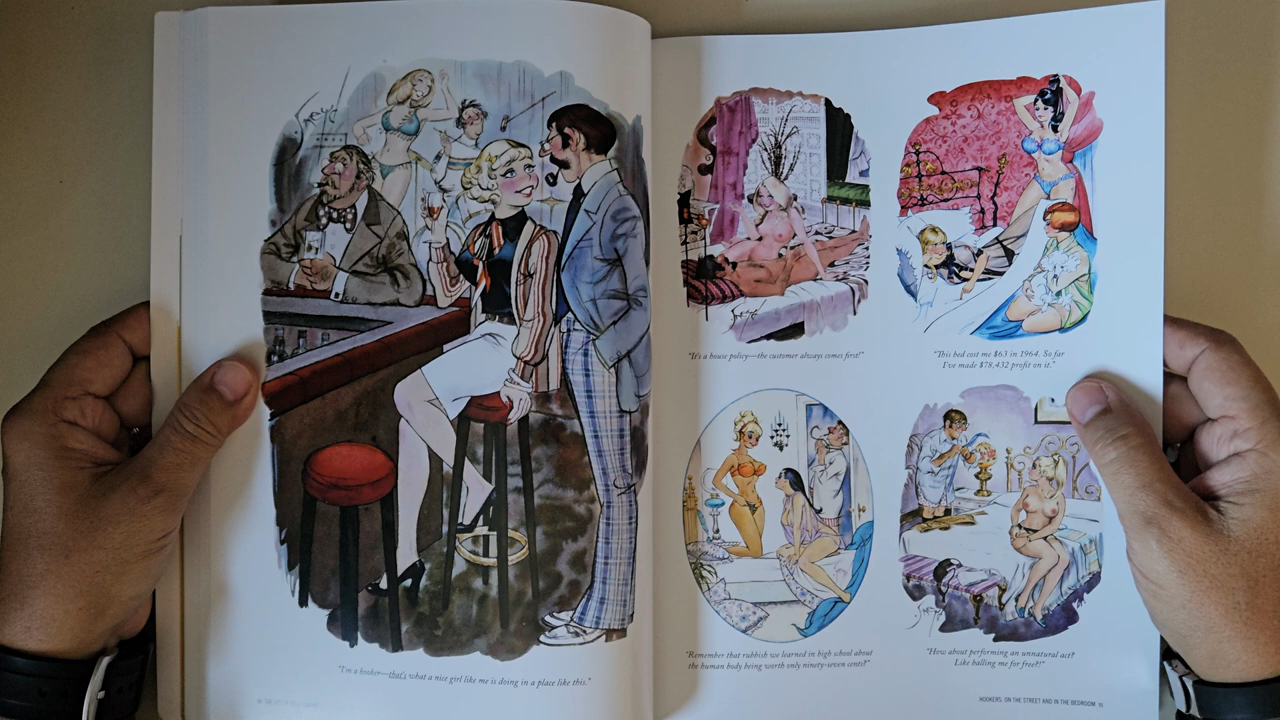 "I'm a hooker—that's what a nice girl like me is doing in a place like this."
"It's a house policy—the customer always comes first!"
"This bed cost me $63 in 1964. So far
I've made $78,432 profit on it."
"Remember that rubbish we learned in high school about
the human body being worth only ninety-seven cents?"
"How about performing an unnatural act?
Like balling me for free?!"
HOOKERS: ON THE STREET AND IN THE BEDROOM